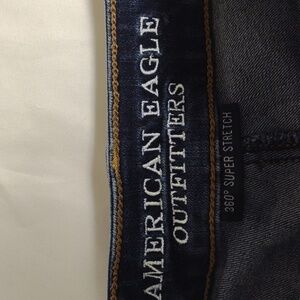 AMERICAN EAGLE
OUTFITTERS
360° SUPER STRETCH